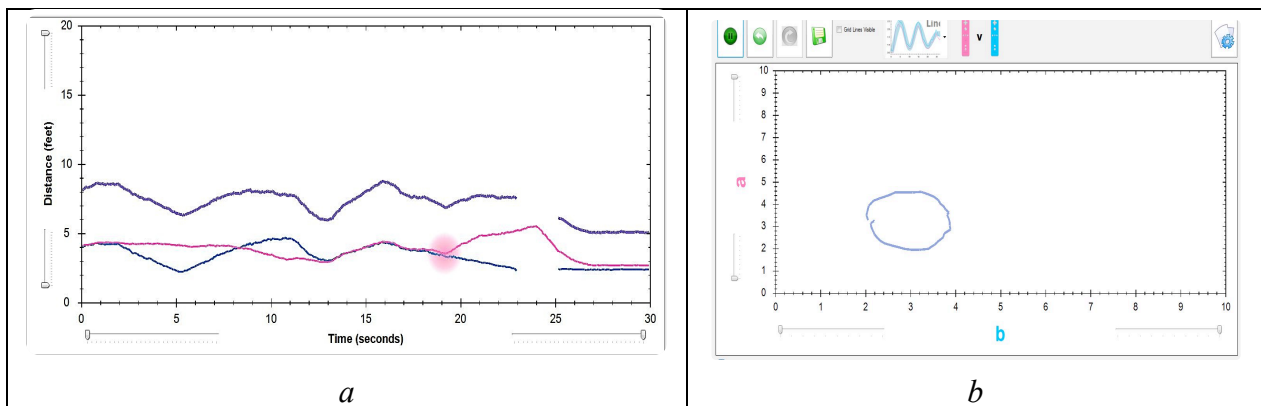 20
15
10
5
0
Distance (feet)
0 5 10 15 20 25 30
Time (seconds)
a
Grid Lines Visible
Line
v
10
9
8
7
6
5
4
3
2
1
0
a
0 1 2 3 4 5 6 7 8 9 10
b
b